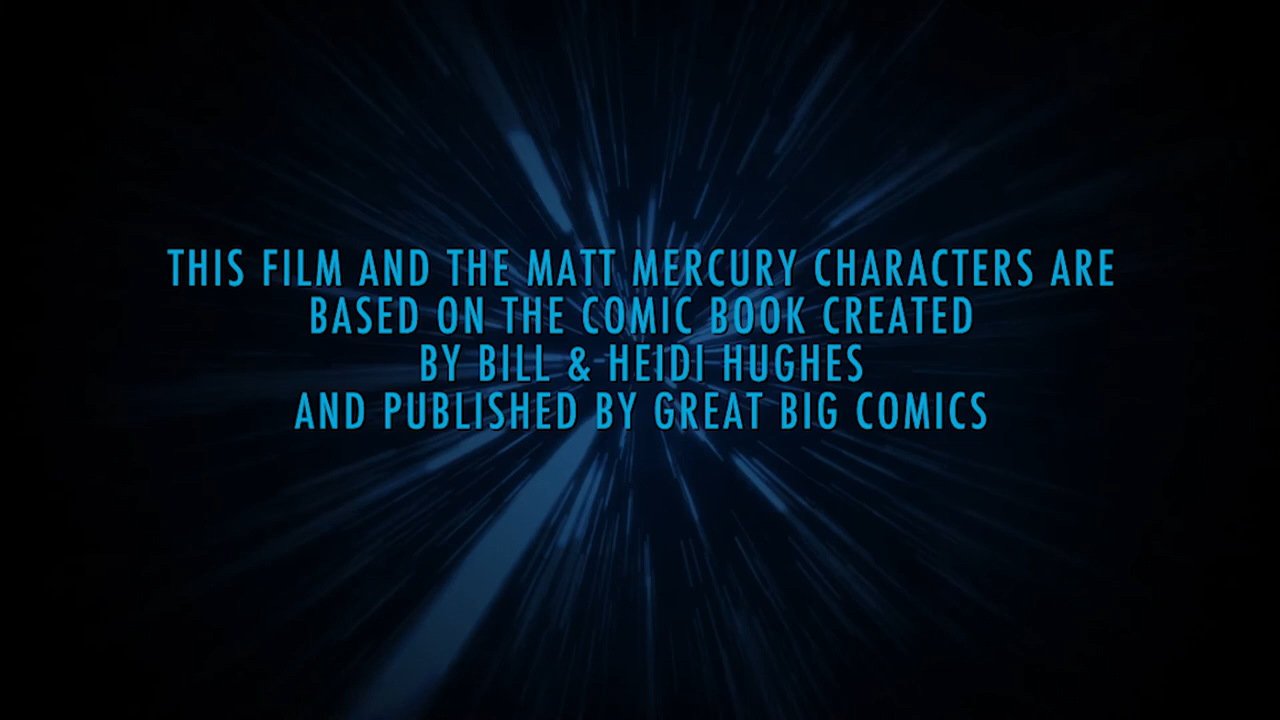 THIS FILM AND THE MATT MERCURY CHARACTERS ARE
BASED ON THE COMIC BOOK CREATED
BY BILL & HEIDI HUGHES
AND PUBLISHED BY GREAT BIG COMICS